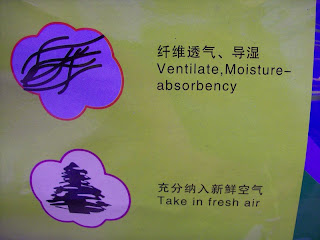 纤维透气、导湿
Ventilate,Moisture-
absorbency
充分纳入新鲜空气
Take in fresh air